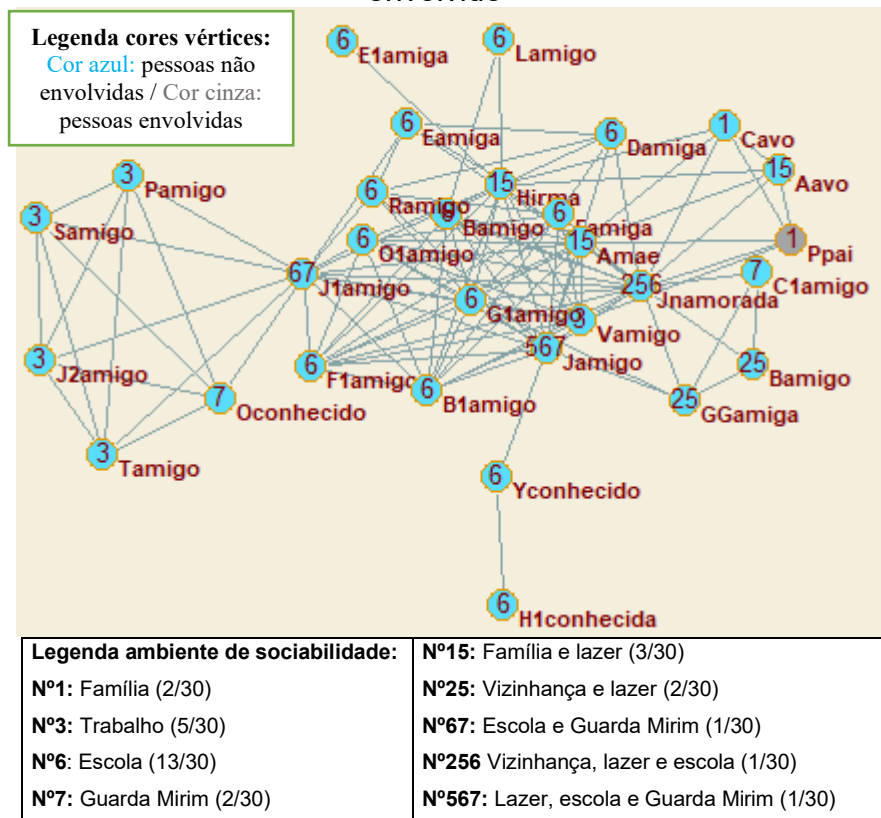 Legenda cores vértices:
Cor azul: pessoas não
envolvidas / Cor cinza:
pessoas envolvidas
6 E1amiga
6 Lamigo
6 Eamiga
6 Damiga
1 Cavo
15 Aavo
3 Pamigo
3 Samigo
6 Ramigo
15 Hirma
Bamigo
6 Famiga
6 O1amigo
15 Amae
1 Ppai
67 J1amigo
256 Jnamorada
7 C1amigo
6 G1amigo
3 Vamigo
567 Jamigo
3 J2amigo
6 F1amigo
6 B1amigo
25 Bamigo
25 GGamiga
7 Oconhecido
3 Tamigo
6 Yconhecido
6 H1conhecida
Legenda ambiente de sociabilidade:
Nº1: Família (2/30)
Nº3: Trabalho (5/30)
Nº6: Escola (13/30)
Nº7: Guarda Mirim (2/30)
Nº15: Família e lazer (3/30)
Nº25: Vizinhança e lazer (2/30)
Nº67: Escola e Guarda Mirim (1/30)
Nº256 Vizinhança, lazer e escola (1/30)
Nº567: Lazer, escola e Guarda Mirim (1/30)